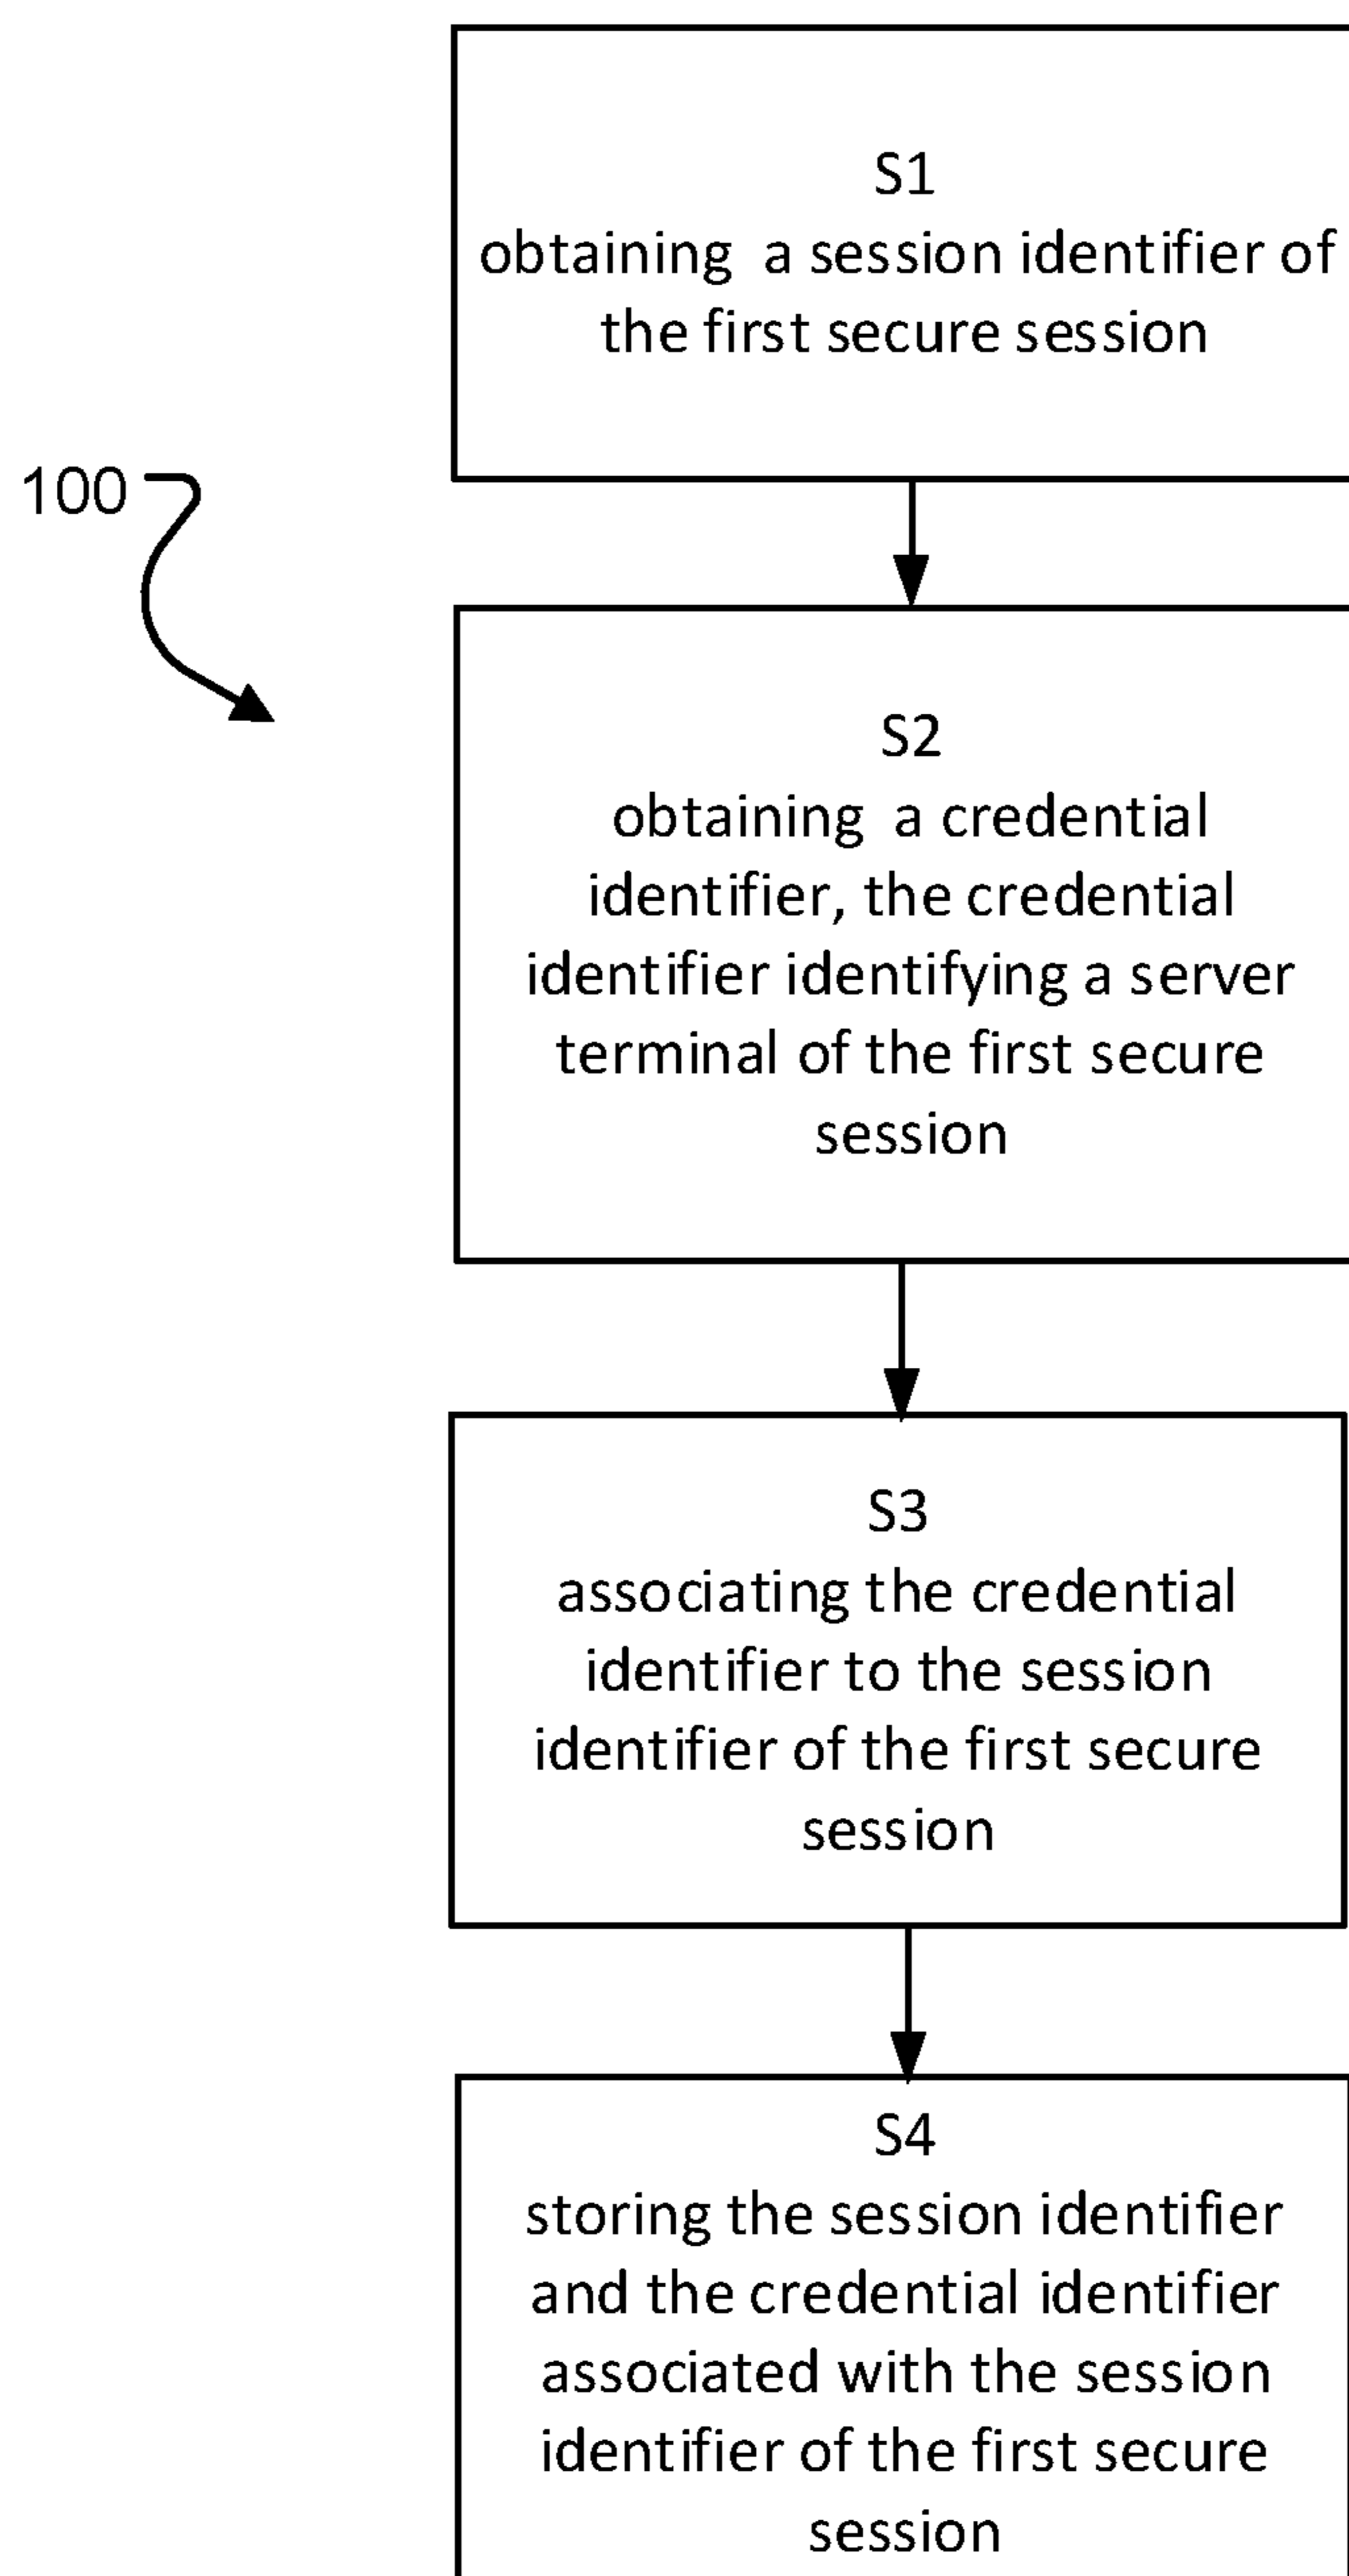 S1
obtaining a session identifier of
the first secure session
100
S2
obtaining a credential
identifier, the credential
identifier identifying a server
terminal of the first secure
session
S3
associating the credential
identifier to the session
identifier of the first secure
session
S4
storing the session identifier
and the credential identifier
associated with the session
identifier of the first secure
session